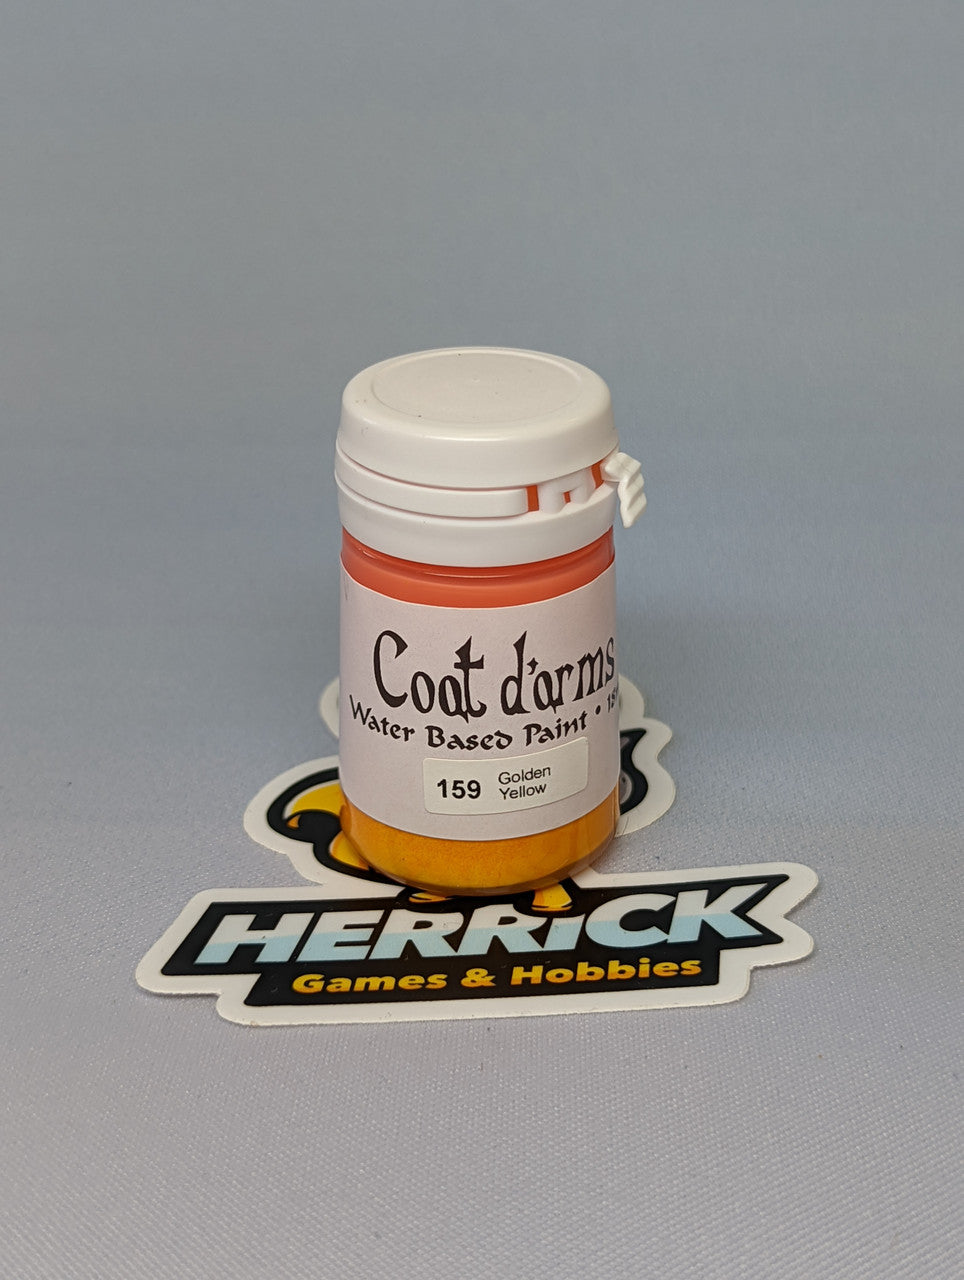 Coat d'arms
Water Based Paint •
159 Golden
Yellow
HERRiCK
Games & Hobbies